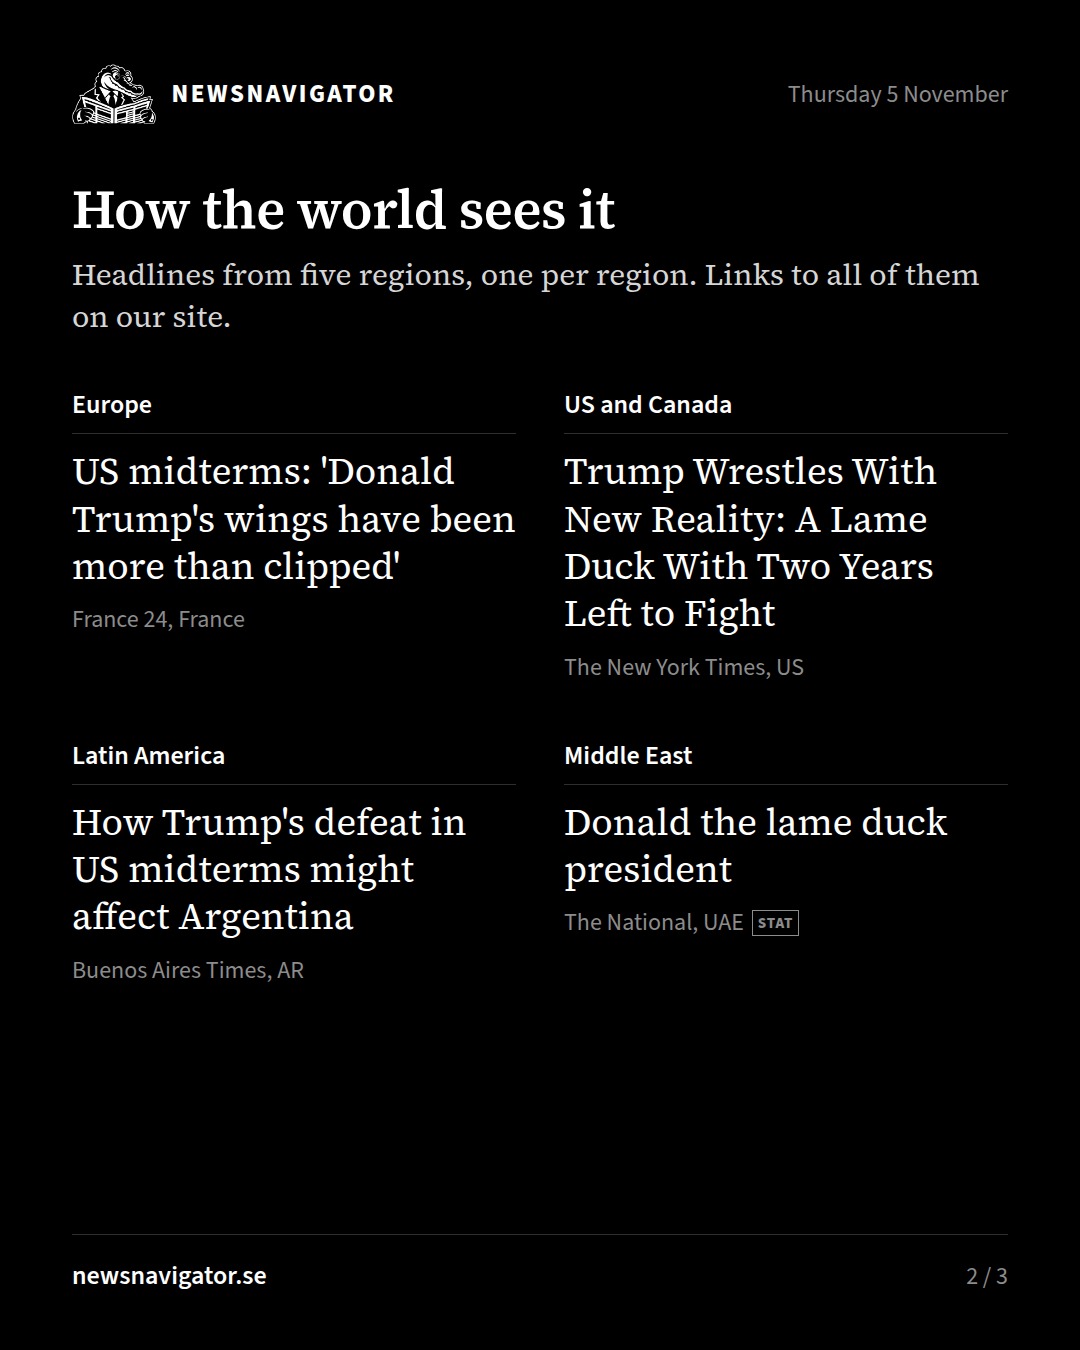 NEWSNAVIGATOR
Thursday 5 November
How the world sees it
Headlines from five regions, one per region. Links to all of them
on our site.
Europe
US midterms: 'Donald
Trump's wings have been
more than clipped'
France 24, France
US and Canada
Trump Wrestles With
New Reality: A Lame
Duck With Two Years
Left to Fight
The New York Times, US
Latin America
How Trump's defeat in
US midterms might
affect Argentina
Buenos Aires Times, AR
Middle East
Donald the lame duck
president
The National, UAE STAT
newsnavigator.se
2 / 3